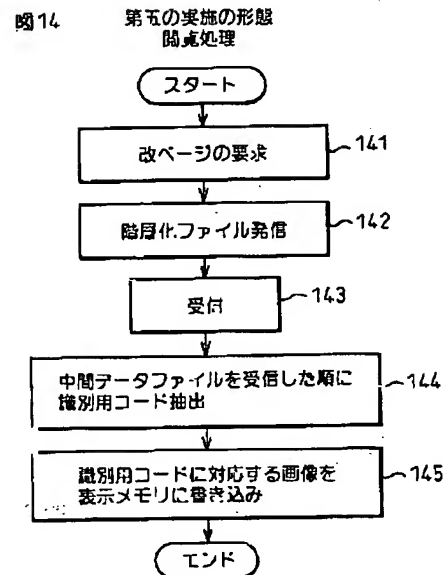 図14
第五の実施の形態
閲覧処理
スタート
改ページの要求
141
階層化ファイル発信
142
受付
143
中間データファイルを受信した順に
識別用コード抽出
144
識別用コードに対応する画像を
表示メモリに書き込み
145
エンド